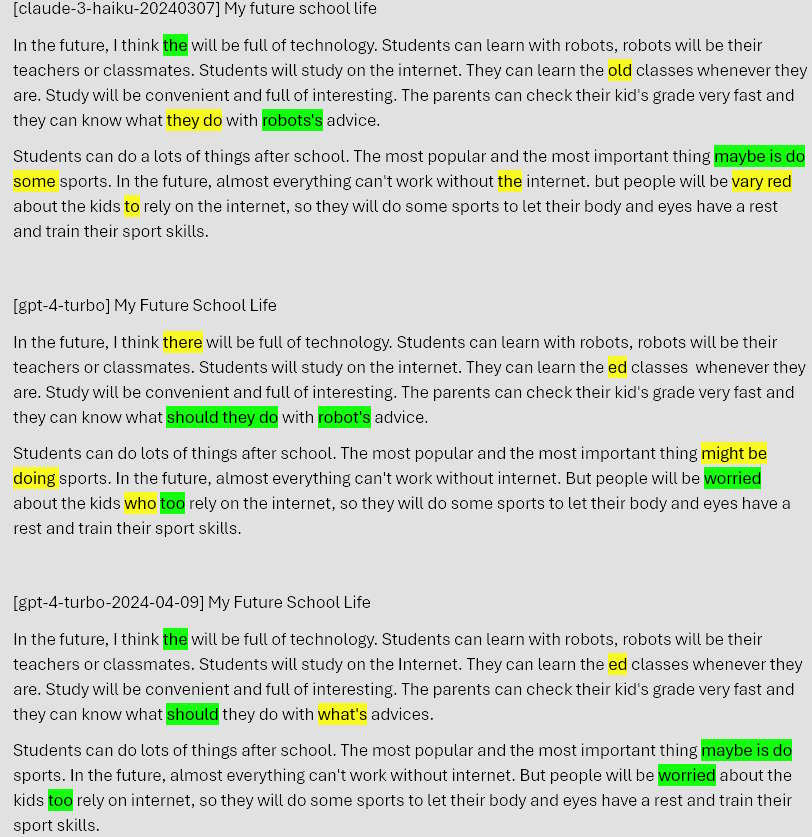 [claude-3-haiku-20240307] My future school life
In the future, I think the will be full of technology. Students can learn with robots, robots will be their
teachers or classmates. Students will study on the internet. They can learn the old classes whenever they
are. Study will be convenient and full of interesting. The parents can check their kid's grade very fast and
they can know what they do with robots's advice.
Students can do a lots of things after school. The most popular and the most important thing maybe is do
some sports. In the future, almost everything can't work without the internet. but people will be vary red
about the kids to rely on the internet, so they will do some sports to let their body and eyes have a rest
and train their sport skills.
[gpt-4-turbo] My Future School Life
In the future, I think there will be full of technology. Students can learn with robots, robots will be their
teachers or classmates. Students will study on the internet. They can learn the ed classes  whenever they
are. Study will be convenient and full of interesting. The parents can check their kid's grade very fast and
they can know what should they do with robot's advice.
Students can do lots of things after school. The most popular and the most important thing might be
doing sports. In the future, almost everything can't work without internet. But people will be worried
about the kids who too rely on the internet, so they will do some sports to let their body and eyes have a
rest and train their sport skills.
[gpt-4-turbo-2024-04-09] My Future School Life
In the future, I think the will be full of technology. Students can learn with robots, robots will be their
teachers or classmates. Students will study on the Internet. They can learn the ed classes whenever they
are. Study will be convenient and full of interesting. The parents can check their kid's grade very fast and
they can know what should they do with what's advices.
Students can do lots of things after school. The most popular and the most important thing maybe is do
sports. In the future, almost everything can't work without internet. But people will be worried about the
kids too rely on internet, so they will do some sports to let their body and eyes have a rest and train their
sport skills.